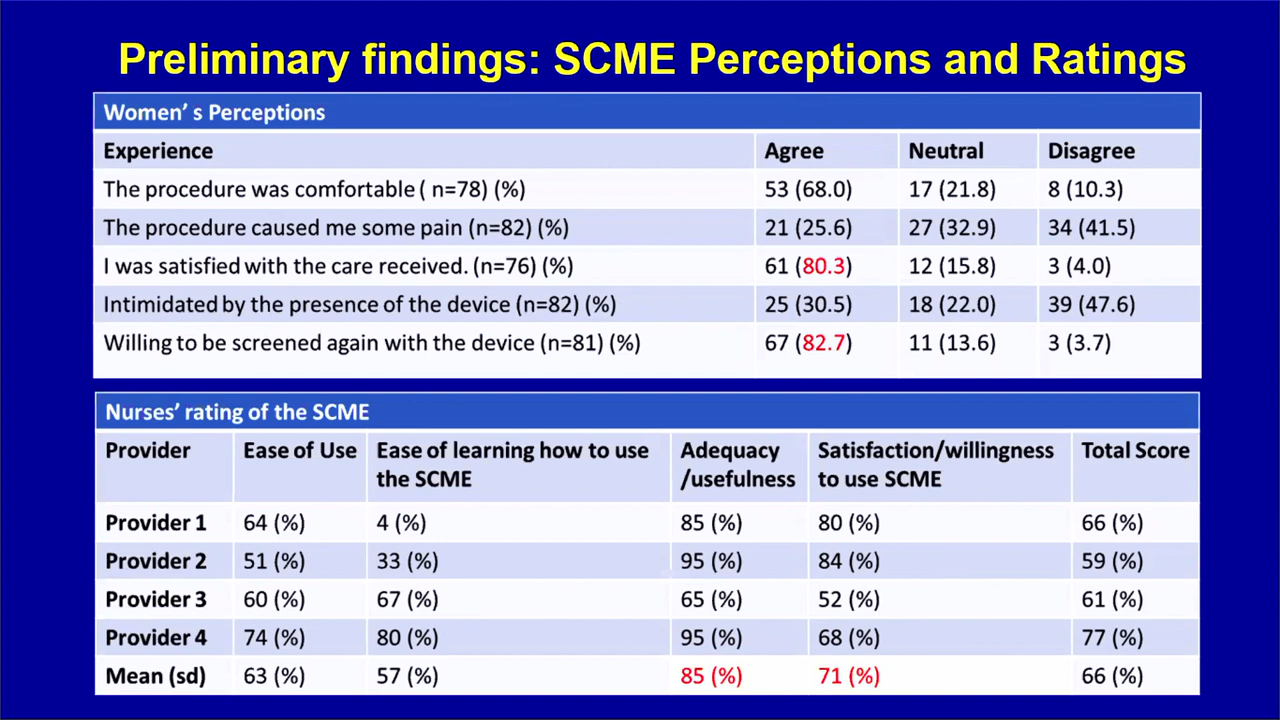 Preliminary findings: SCME Perceptions and Ratings
Women' s Perceptions
Experience Agree Neutral Disagree
The procedure was comfortable ( n=78) (%) 53 (68.0) 17 (21.8) 8 (10.3)
The procedure caused me some pain (n=82) (%) 21 (25.6) 27 (32.9) 34 (41.5)
I was satisfied with the care received. (n=76) (%) 61 (80.3) 12 (15.8) 3 (4.0)
Intimidated by the presence of the device (n=82) (%) 25 (30.5) 18 (22.0) 39 (47.6)
Willing to be screened again with the device (n=81) (%) 67 (82.7) 11 (13.6) 3 (3.7)
Nurses' rating of the SCME
Provider Ease of Use Ease of learning how to use Adequacy Satisfaction/willingness Total Score
the SCME /usefulness to use SCME
Provider 1 64 (%) 4 (%) 85 (%) 80 (%) 66 (%)
Provider 2 51 (%) 33 (%) 95 (%) 84 (%) 59 (%)
Provider 3 60 (%) 67 (%) 65 (%) 52 (%) 61 (%)
Provider 4 74 (%) 80 (%) 95 (%) 68 (%) 77 (%)
Mean (sd) 63 (%) 57 (%) 85 (%) 71 (%) 66 (%)